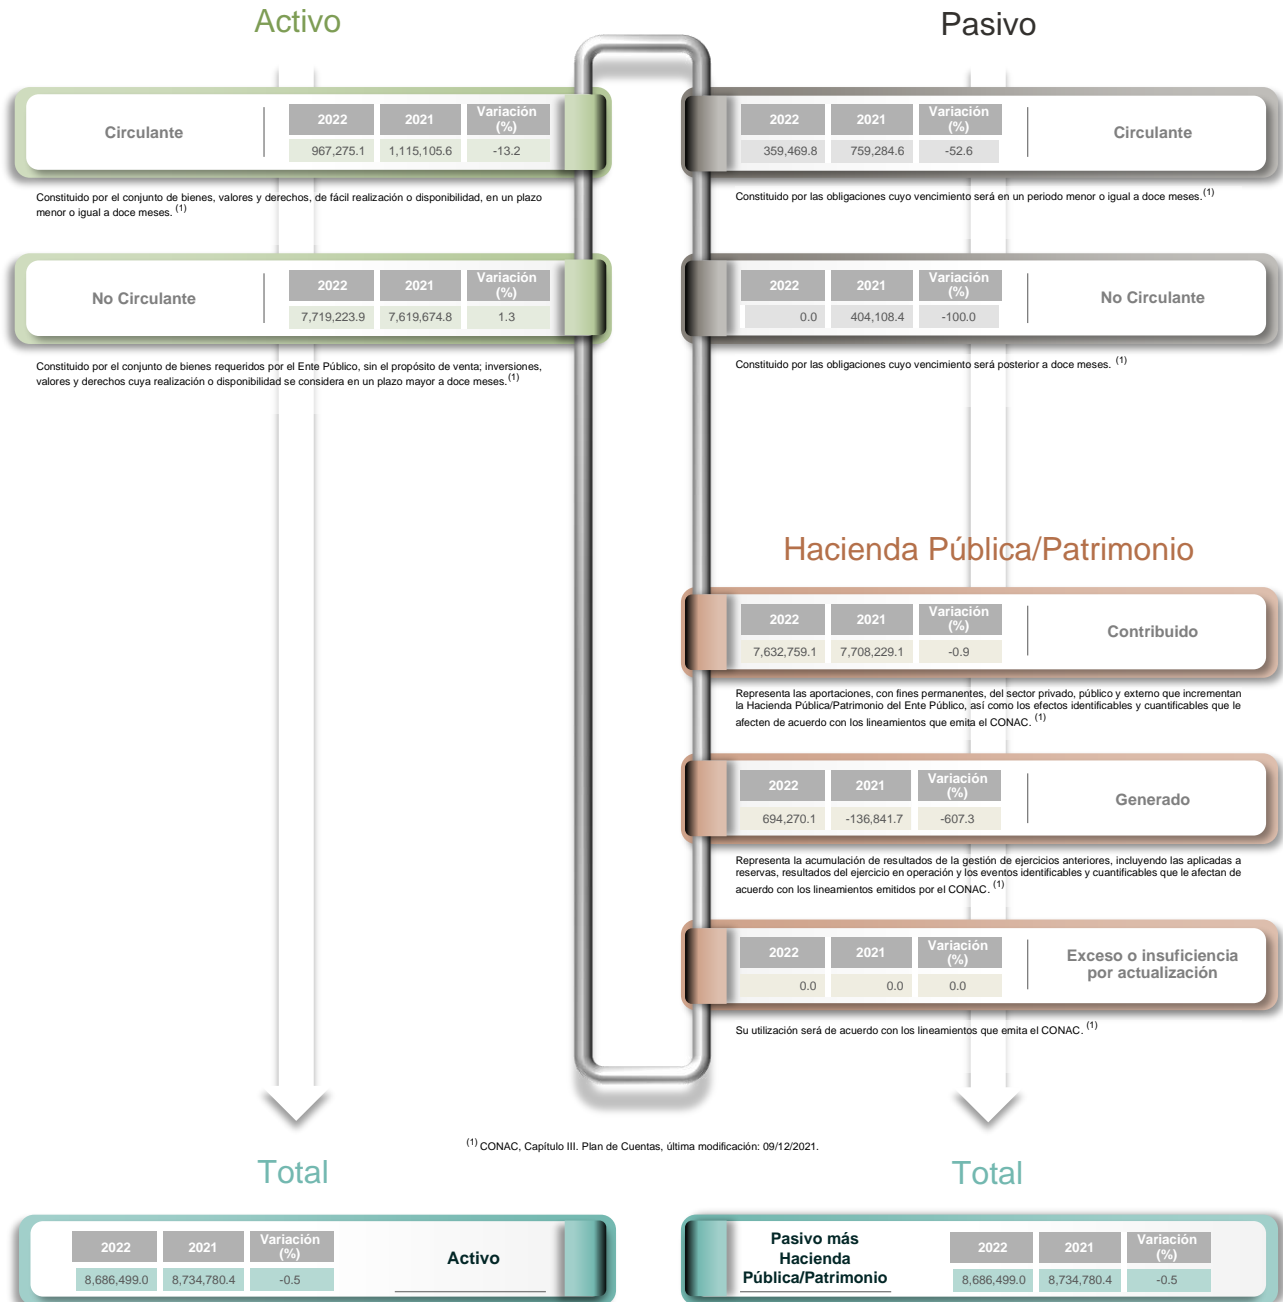 Activo
Circulante
2022 2021 Variación (%)
967,275.1 1,115,105.6 -13.2
Constituido por el conjunto de bienes, valores y derechos, de fácil realización o disponibilidad, en un plazo
menor o igual a doce meses. (1)
No Circulante
2022 2021 Variación (%)
7,719,223.9 7,619,674.8 1.3
Constituido por el conjunto de bienes requeridos por el Ente Público, sin el propósito de venta; inversiones,
valores y derechos cuya realización o disponibilidad se considera en un plazo mayor a doce meses. (1)
Pasivo
2022 2021 Variación (%)
359,469.8 759,284.6 -52.6
Circulante
Constituido por las obligaciones cuyo vencimiento será en un periodo menor o igual a doce meses. (1)
2022 2021 Variación (%)
0.0 404,108.4 -100.0
No Circulante
Constituido por las obligaciones cuyo vencimiento será posterior a doce meses. (1)
Hacienda Pública/Patrimonio
2022 2021 Variación (%)
7,632,759.1 7,708,229.1 -0.9
Contribuido
Representa las aportaciones, con fines permanentes, del sector privado, público y externo que incrementan
la Hacienda Pública/Patrimonio del Ente Público, así como los efectos identificables y cuantificables que le
afecten de acuerdo con los lineamientos que emita el CONAC. (1)
2022 2021 Variación (%)
694,270.1 -136,841.7 -607.3
Generado
Representa la acumulación de resultados de la gestión de ejercicios anteriores, incluyendo las aplicadas a
reservas, resultados del ejercicio en operación y los eventos identificables y cuantificables que le afectan de
acuerdo con los lineamientos emitidos por el CONAC. (1)
2022 2021 Variación (%)
0.0 0.0 0.0
Exceso o insuficiencia
por actualización
Su utilización será de acuerdo con los lineamientos que emita el CONAC. (1)
(1) CONAC, Capítulo III. Plan de Cuentas, última modificación: 09/12/2021.
Total
2022 2021 Variación (%)
8,686,499.0 8,734,780.4 -0.5
Activo
Total
Pasivo más
Hacienda
Pública/Patrimonio
2022 2021 Variación (%)
8,686,499.0 8,734,780.4 -0.5